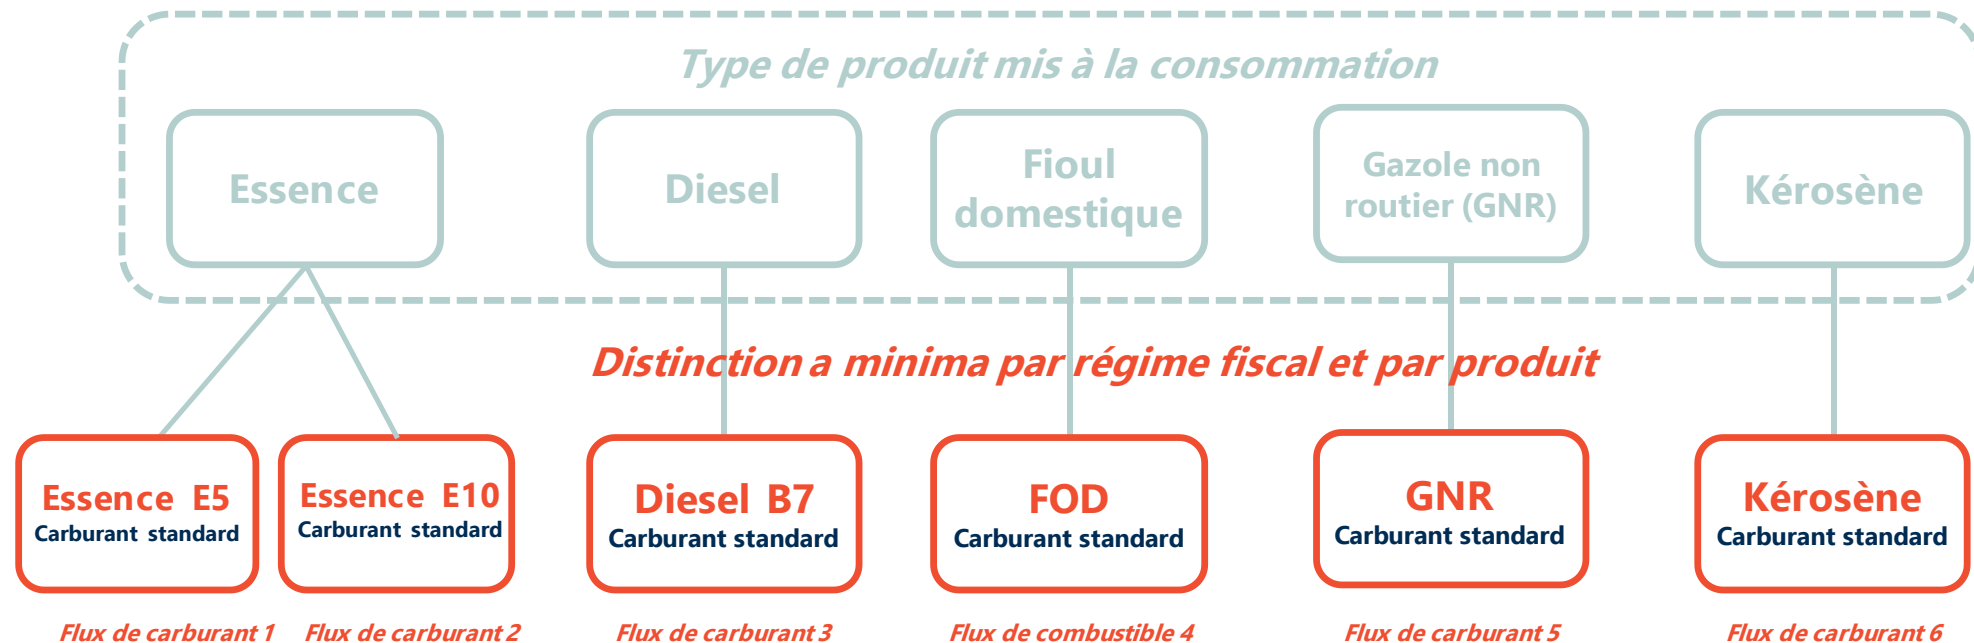 Type de produit mis à la consommation
Essence
Diesel
Fioul
domestique
Gazole non
routier (GNR)
Kérosène
Distinction a minima par régime fiscal et par produit
Essence E5
Carburant standard
Essence E10
Carburant standard
Diesel B7
Carburant standard
FOD
Carburant standard
GNR
Carburant standard
Kérosène
Carburant standard
Flux de carburant 1
Flux de carburant 2
Flux de carburant 3
Flux de combustible 4
Flux de carburant 5
Flux de carburant 6